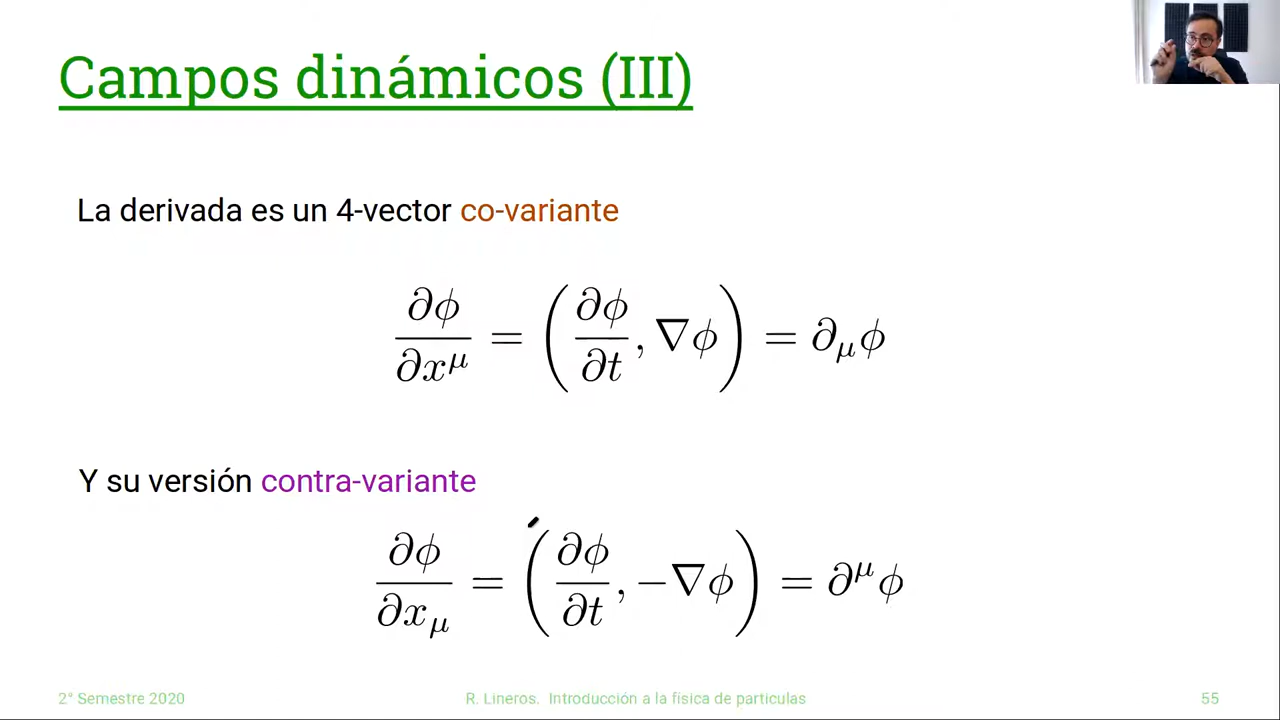 Campos dinámicos (III)
La derivada es un 4-vector co-variante
∂ϕ/∂x^μ = (∂ϕ/∂t, ∇ϕ) = ∂_μ ϕ
Y su versión contra-variante
∂ϕ/∂x_μ = (∂ϕ/∂t, −∇ϕ) = ∂^μ ϕ
2° Semestre 2020
R. Lineros. Introducción a la física de particulas
55